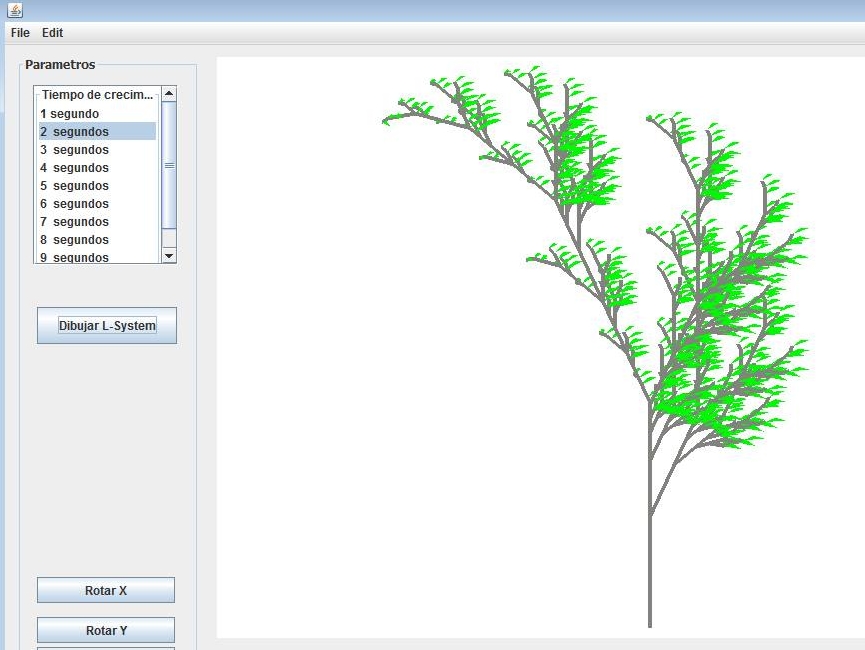 File Edit
Parametros
Tiempo de crecim...
1 segundo
2 segundos
3 segundos
4 segundos
5 segundos
6 segundos
7 segundos
8 segundos
9 segundos
Dibujar L-System
Rotar X
Rotar Y